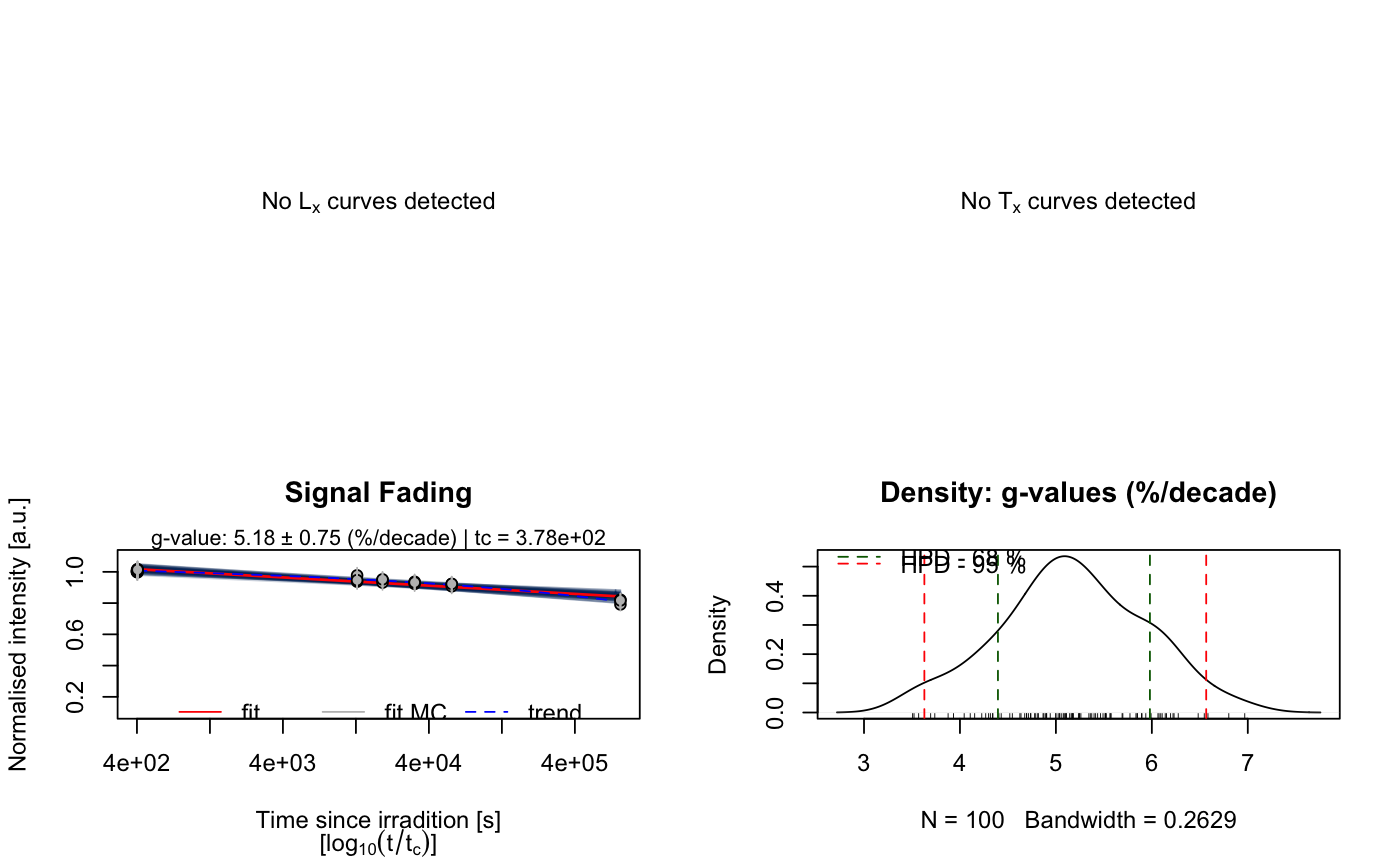 No Lx curves detected
No Tx curves detected
Signal Fading
g-value: 5.18 ± 0.75 (%/decade) | tc = 3.78e+02
Normalised intensity [a.u.]
1.0
0.6
0.2
fit
fit MC
trend
4e+02
4e+03
4e+04
4e+05
Time since irradition [s]
[log10(t/tc)]
Density: g-values (%/decade)
HPD - 68 %
HPD - 95 %
Density
0.4
0.2
0.0
3
4
5
6
7
N = 100 Bandwidth = 0.2629